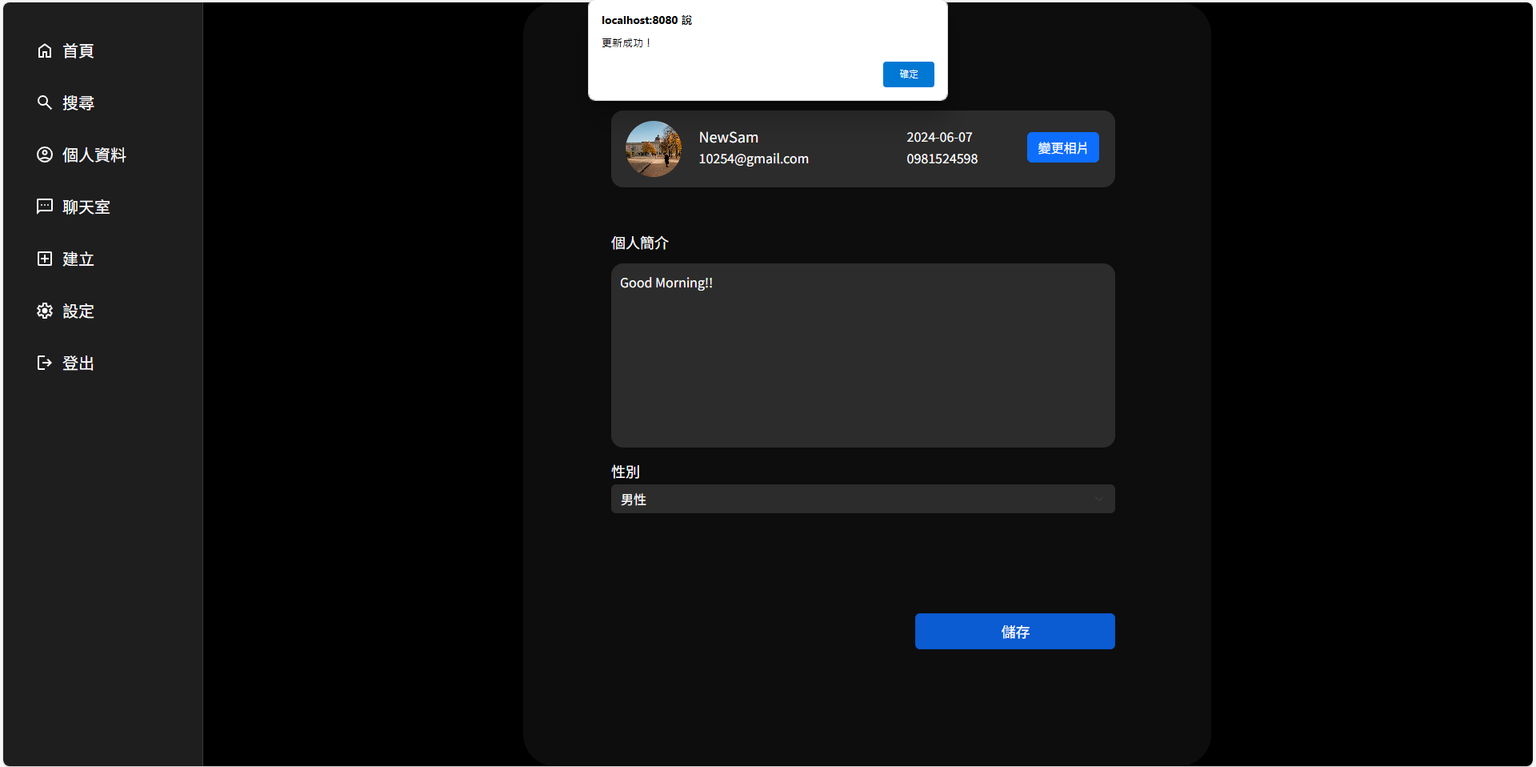 localhost:8080 說
更新成功！
確定
首頁
搜尋
個人資料
聊天室
建立
設定
登出
NewSam
10254@gmail.com
2024-06-07
0981524598
變更相片
個人簡介
Good Morning!!
性別
男性
儲存